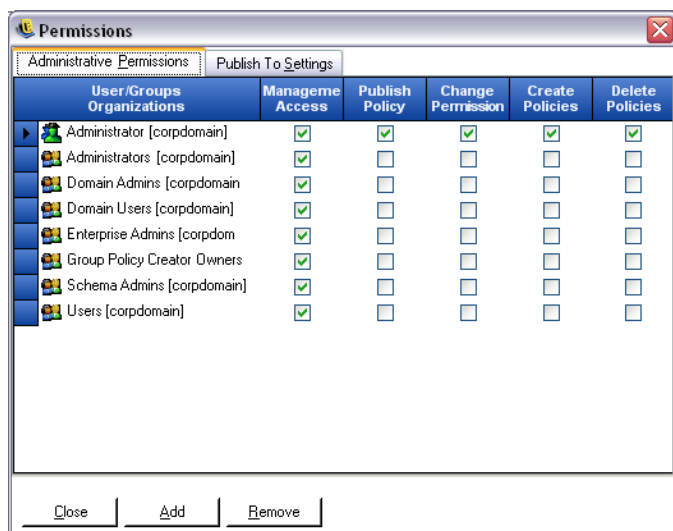 Permissions
Administrative Permissions
Publish To Settings
User/Groups Organizations
Manageme Access
Publish Policy
Change Permission
Create Policies
Delete Policies
Administrator [corpdomain]
Administrators [corpdomain]
Domain Admins [corpdomain
Domain Users [corpdomain]
Enterprise Admins [corpdom
Group Policy Creator Owners
Schema Admins [corpdomain]
Users [corpdomain]
Close
Add
Remove